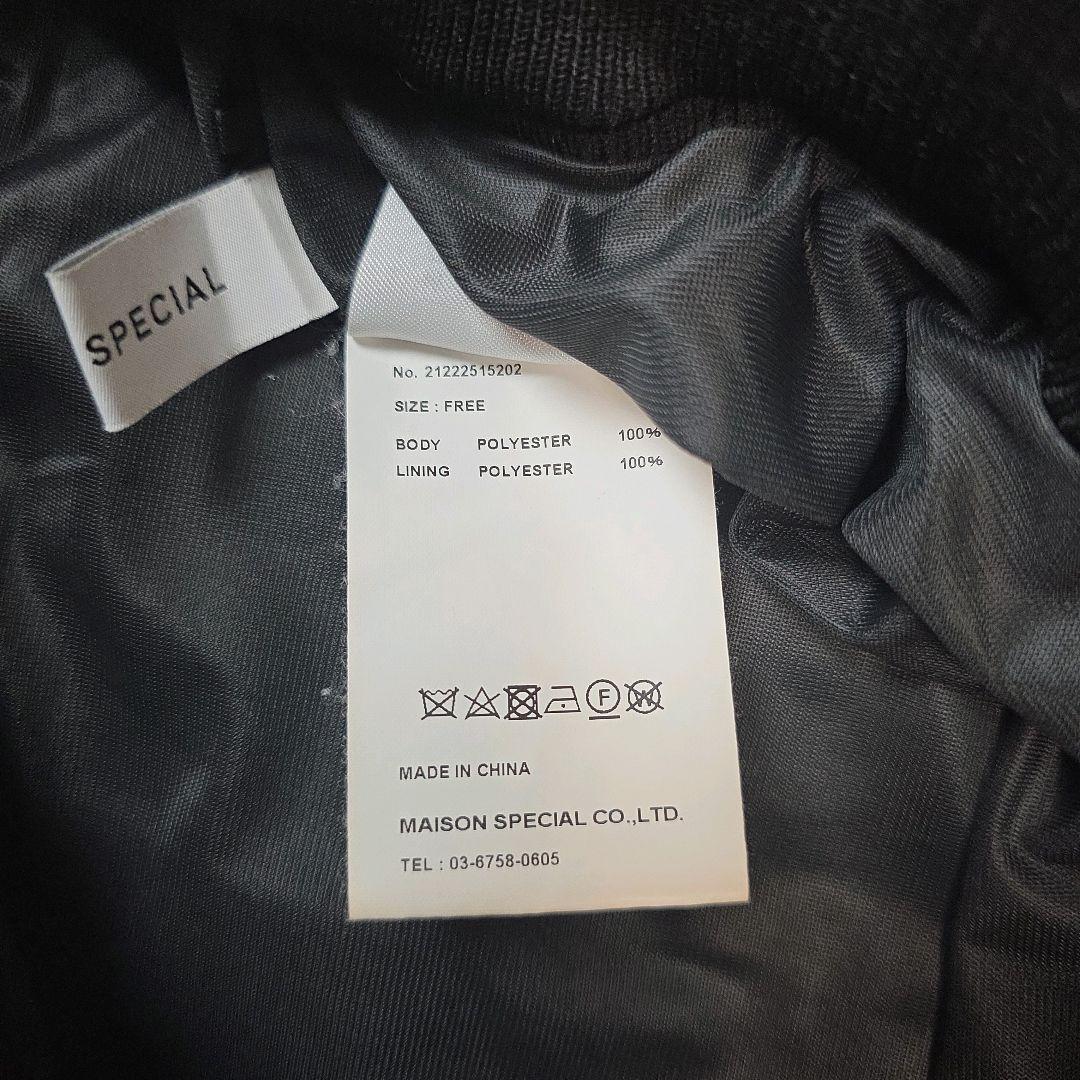 SPECIAL
No. 21222515202
SIZE : FREE
BODY POLYESTER 100%
LINING POLYESTER 100%
F W
MADE IN CHINA
MAISON SPECIAL CO.,LTD.
TEL : 03-6758-0605